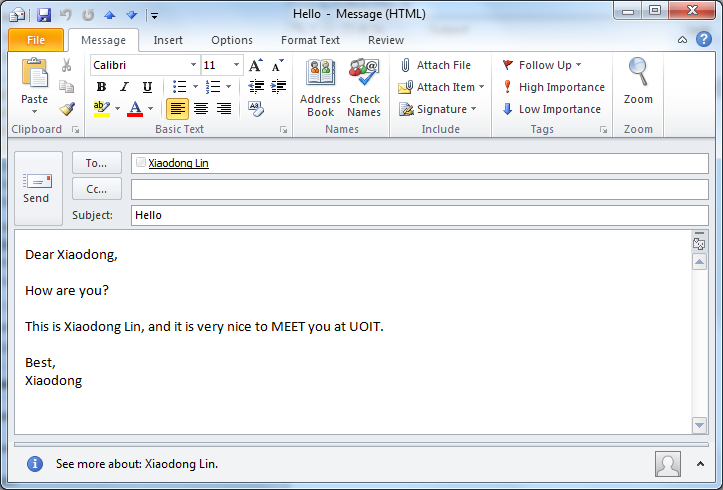 Hello - Message (HTML)
File Message Insert Options Format Text Review
Paste
Clipboard
Calibri 11
B I U
ab A
Basic Text
Address Book
Check Names
Names
Attach File
Attach Item
Signature
Include
Follow Up
High Importance
Low Importance
Tags
Zoom
Zoom
Send
To... Xiaodong Lin
Cc...
Subject: Hello
Dear Xiaodong,
How are you?
This is Xiaodong Lin, and it is very nice to MEET you at UOIT.
Best,
Xiaodong
See more about: Xiaodong Lin.